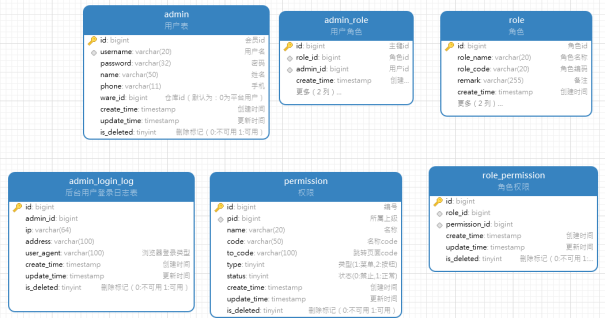 admin
用户表
id: bigint 会员id
username: varchar(20) 用户名
password: varchar(32) 密码
name: varchar(50) 姓名
phone: varchar(11) 手机
ware_id: bigint 仓库id（默认为：0为平台用户）
create_time: timestamp 创建时间
update_time: timestamp 更新时间
is_deleted: tinyint 删除标记（0:不可用 1:可用）
admin_role
用户角色
id: bigint 主键id
role_id: bigint 角色id
admin_id: bigint 用户id
create_time: timestamp 创建...
更多（2 列）...
role
角色
id: bigint 角色id
role_name: varchar(20) 角色名称
role_code: varchar(20) 角色编码
remark: varchar(255) 备注
create_time: timestamp 创建时间
更多（2 列）...
admin_login_log
后台用户登录日志表
id: bigint
admin_id: bigint
ip: varchar(64)
address: varchar(100)
user_agent: varchar(100) 浏览器登录类型
create_time: timestamp 创建时间
update_time: timestamp 更新时间
is_deleted: tinyint 删除标记（0:不可用 1:可用）
permission
权限
id: bigint 编号
pid: bigint 所属上级
name: varchar(20) 名称
code: varchar(50) 名称code
to_code: varchar(100) 跳转页面code
type: tinyint 类型(1:菜单,2:按钮)
status: tinyint 状态(0:禁止,1:正常)
create_time: timestamp 创建时间
update_time: timestamp 更新时间
is_deleted: tinyint 删除标记（0:不可用 1:可用）
role_permission
角色权限
id: bigint
role_id: bigint
permission_id: bigint
create_time: timestamp 创建时间
update_time: timestamp 更新时间
is_deleted: tinyint 删除标记（0:不可用 1:...